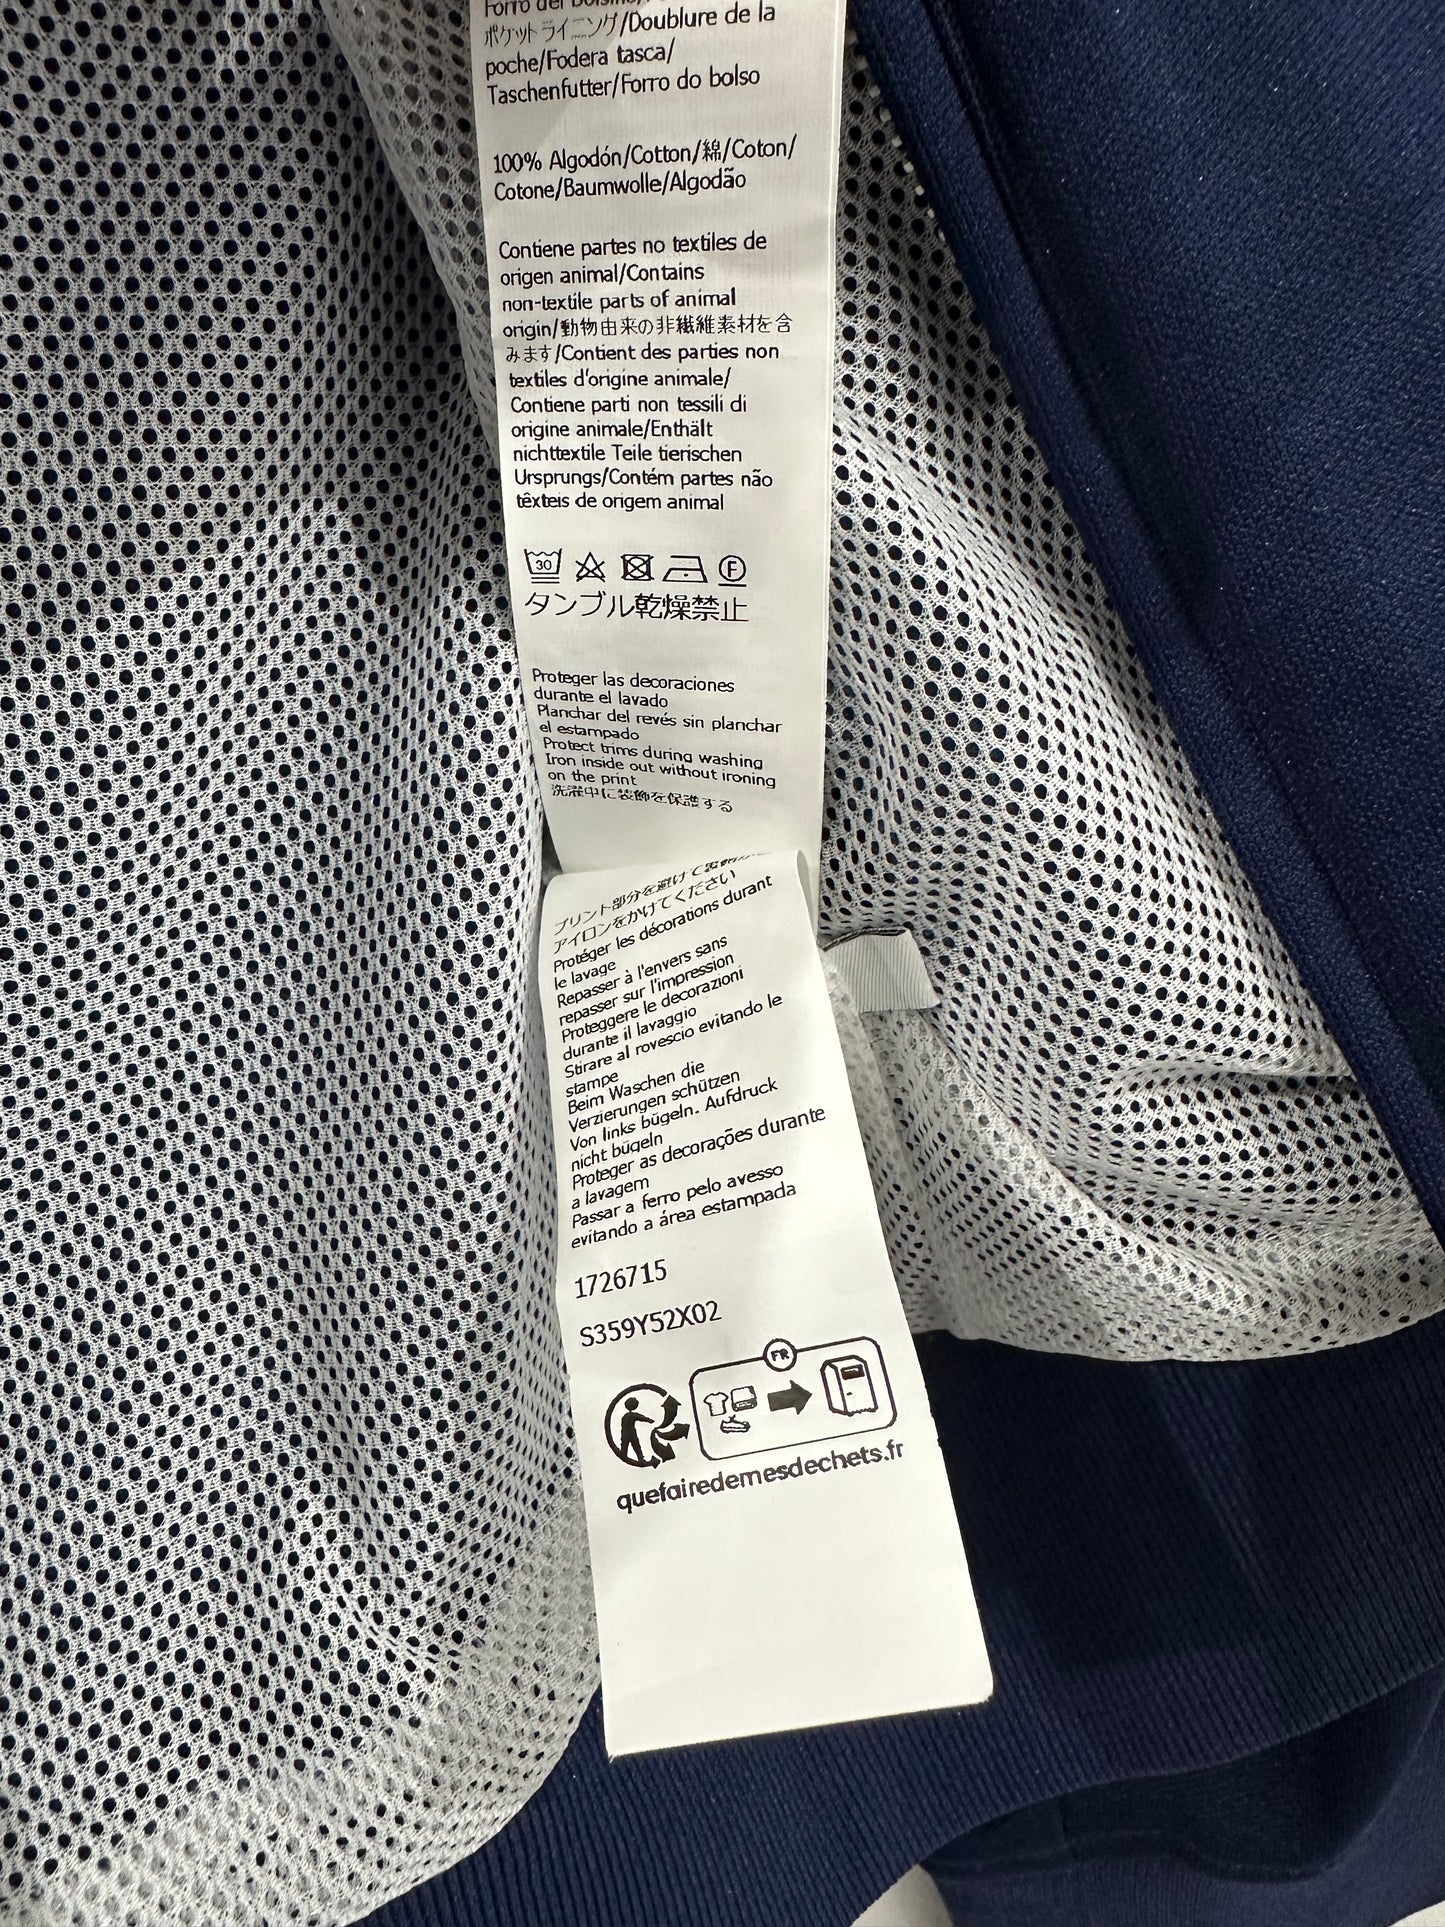 Forro del Bolsillo/
ポケットライニング/Doublure de la
poche/Fodera tasca/
Taschenfutter/Forro do bolso
100% Algodón/Cotton/綿/Coton/
Cotone/Baumwolle/Algodão
Contiene partes no textiles de
origen animal/Contains
non-textile parts of animal
origin/動物由来の非繊維素材を含
みます/Contient des parties non
textiles d'origine animale/
Contiene parti non tessili di
origine animale/Enthält
nichttextile Teile tierischen
Ursprungs/Contém partes não
têxteis de origem animal
30 F
タンブル乾燥禁止
Proteger las decoraciones
durante el lavado
Planchar del revés sin planchar
el estampado
Protect trims during washing
Iron inside out without ironing
on the print
洗濯中に装飾を保護する
プリント部分を避けて
アイロンをかけてください
Protéger les décorations durant
le lavage
Repasser à l'envers sans
repasser sur l'impression
Proteggere le decorazioni
durante il lavaggio
Stirare al rovescio evitando le
stampe
Beim Waschen die
Verzierungen schützen
Von links bügeln. Aufdruck
nicht bügeln
Proteger as decorações durante
a lavagem
Passar a ferro pelo avesso
evitando a área estampada
1726715
S359Y52X02
FR
quefairedemesdechets.fr